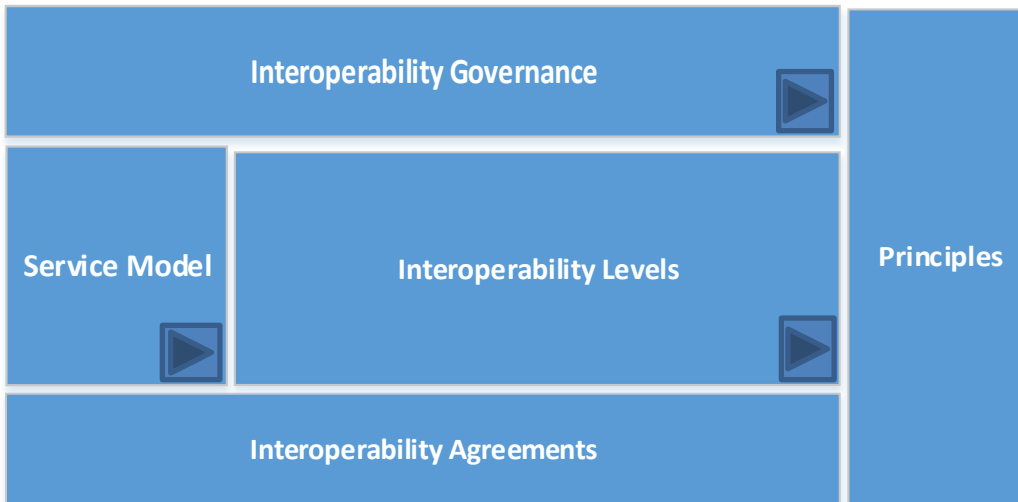 Interoperability Governance
Service Model
Interoperability Levels
Principles
Interoperability Agreements